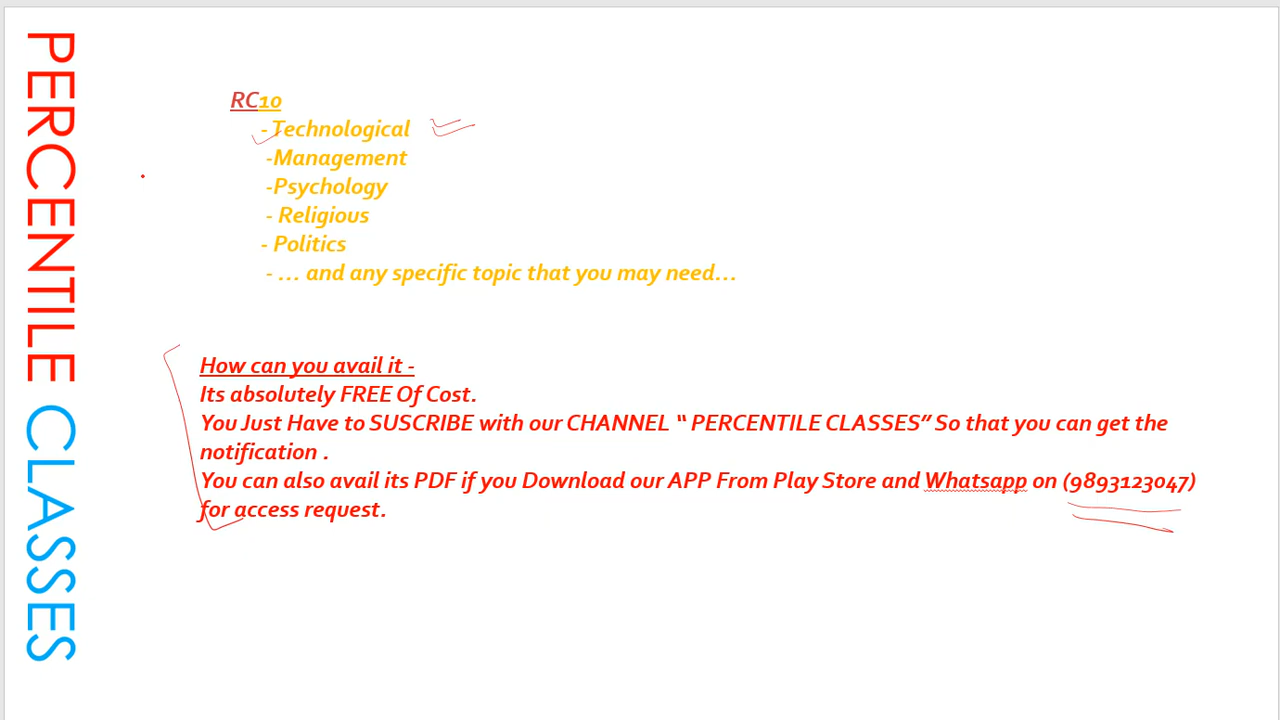 PERCENTILE CLASSES
RC10
- Technological
-Management
-Psychology
- Religious
- Politics
- ... and any specific topic that you may need...
How can you avail it -
Its absolutely FREE Of Cost.
You Just Have to SUSCRIBE with our CHANNEL “ PERCENTILE CLASSES” So that you can get the
notification .
You can also avail its PDF if you Download our APP From Play Store and Whatsapp on (9893123047)
for access request.